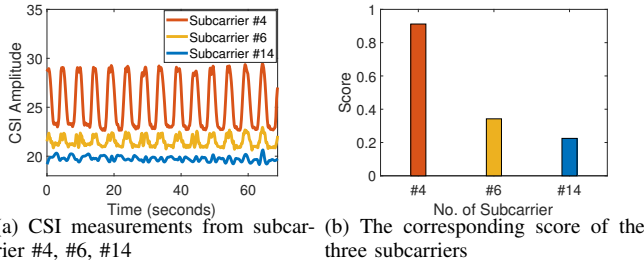 Subcarrier #4
Subcarrier #6
Subcarrier #14
35
30
25
20
CSI Amplitude
0 20 40 60
Time (seconds)
1
0.8
0.6
0.4
0.2
0
Score
#4 #6 #14
No. of Subcarrier
(a) CSI measurements from subcar-
rier #4, #6, #14
(b) The corresponding score of the
three subcarriers